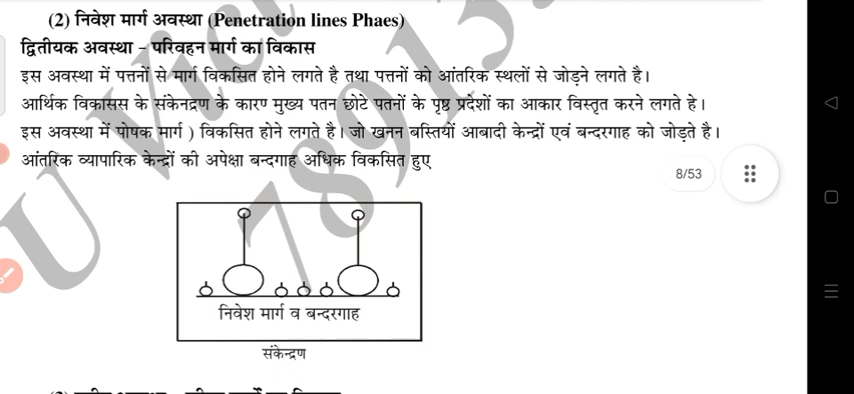 (2) निवेश मार्ग अवस्था (Penetration lines Phaes)
द्वितीयक अवस्था - परिवहन मार्ग का विकास
इस अवस्था में पत्तनों से मार्ग विकसित होने लगते है तथा पत्तनों को आंतरिक स्थलों से जोड़ने लगते है।
आर्थिक विकासस के संकेनद्रण के कारण मुख्य पतन छोटे पतनों के पृष्ठ प्रदेशों का आकार विस्तृत करने लगते हे।
इस अवस्था में पोषक मार्ग ) विकसित होने लगते है। जो खनन बस्तियों आबादी केन्द्रों एवं बन्दरगाह को जोड़ते है।
आंतरिक व्यापारिक केन्द्रों की अपेक्षा बन्दगाह अधिक विकसित हुए
8/53
निवेश मार्ग व बन्दरगाह
संकेन्द्रण